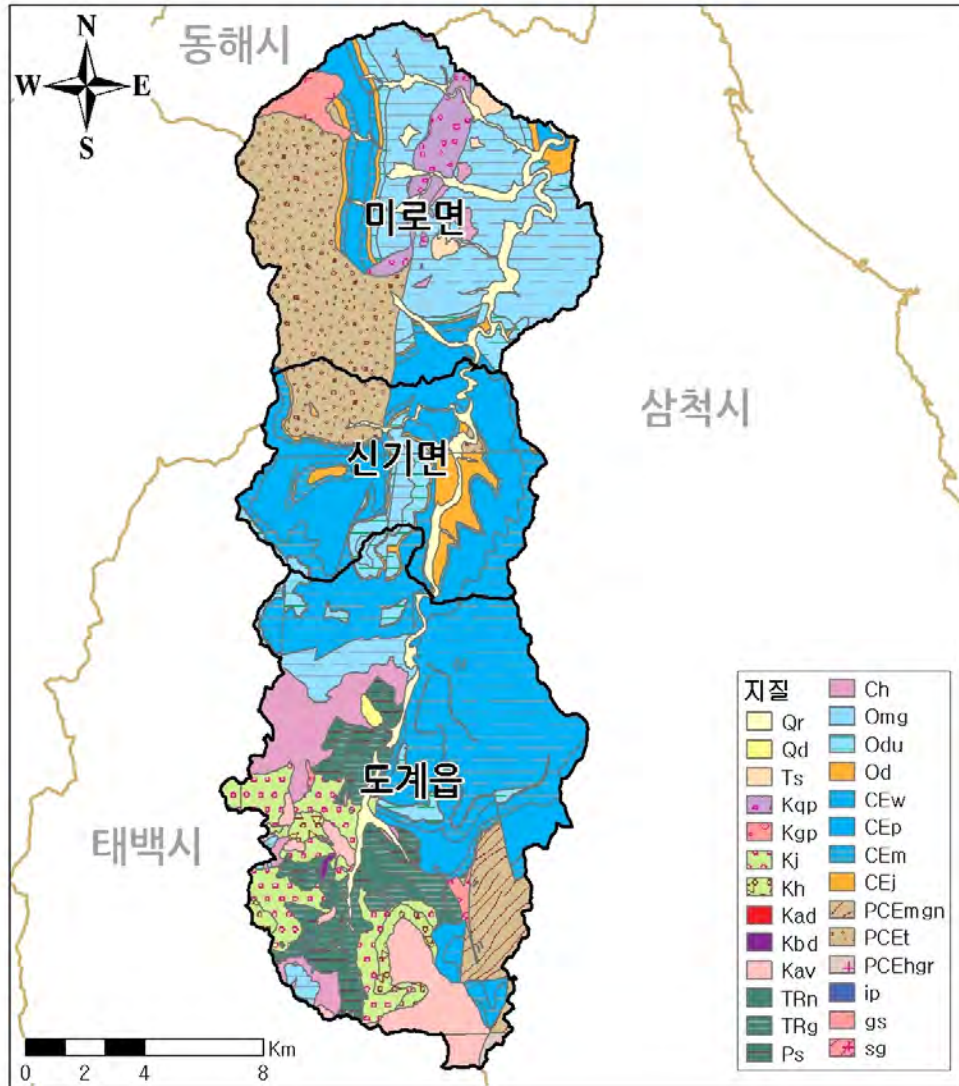 동해시
N
W E
S
미로면
삼척시
신기면
도계읍
태백시
지질
Qr
Qd
Ts
Kqp
Kgp
Kj
Kh
Kad
Kbd
Kav
TRn
TRg
Ps
Ch
Omg
Odu
Od
CEw
CEp
CEm
CEj
PCEmgn
PCEt
PCEhgr
ip
gs
sg
Km
0 2 4 8